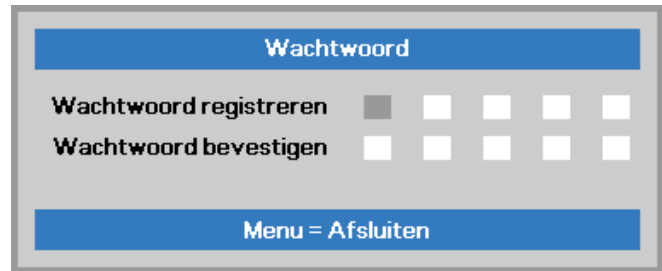 Wachtwoord
Wachtwoord registreren
Wachtwoord bevestigen
Menu = Afsluiten